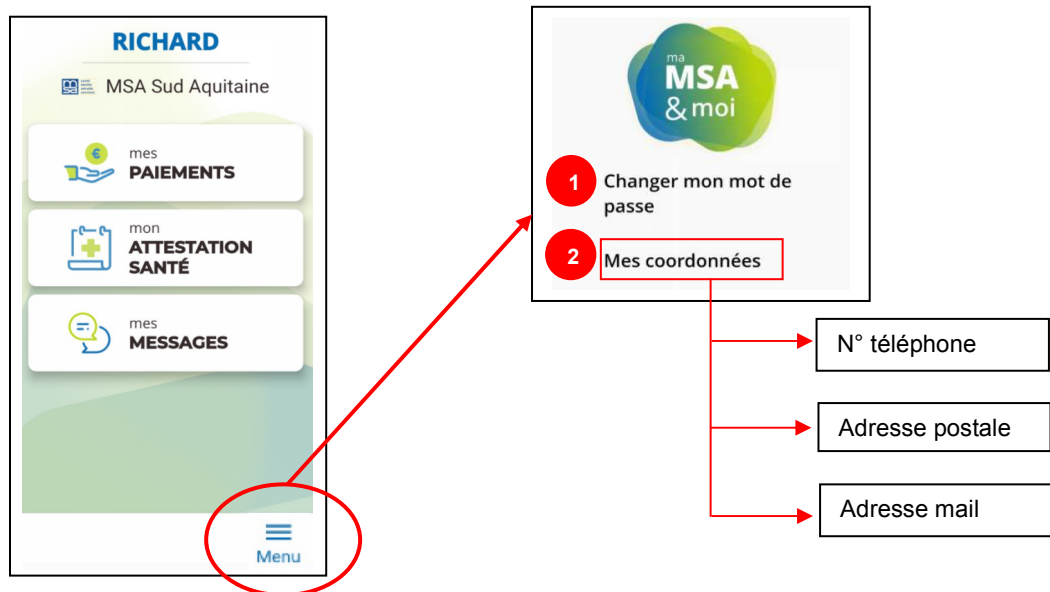 RICHARD
MSA Sud Aquitaine
mes
PAIEMENTS
mon
ATTESTATION
SANTÉ
mes
MESSAGES
Menu
ma
MSA
& moi
1
Changer mon mot de
passe
2
Mes coordonnées
N° téléphone
Adresse postale
Adresse mail